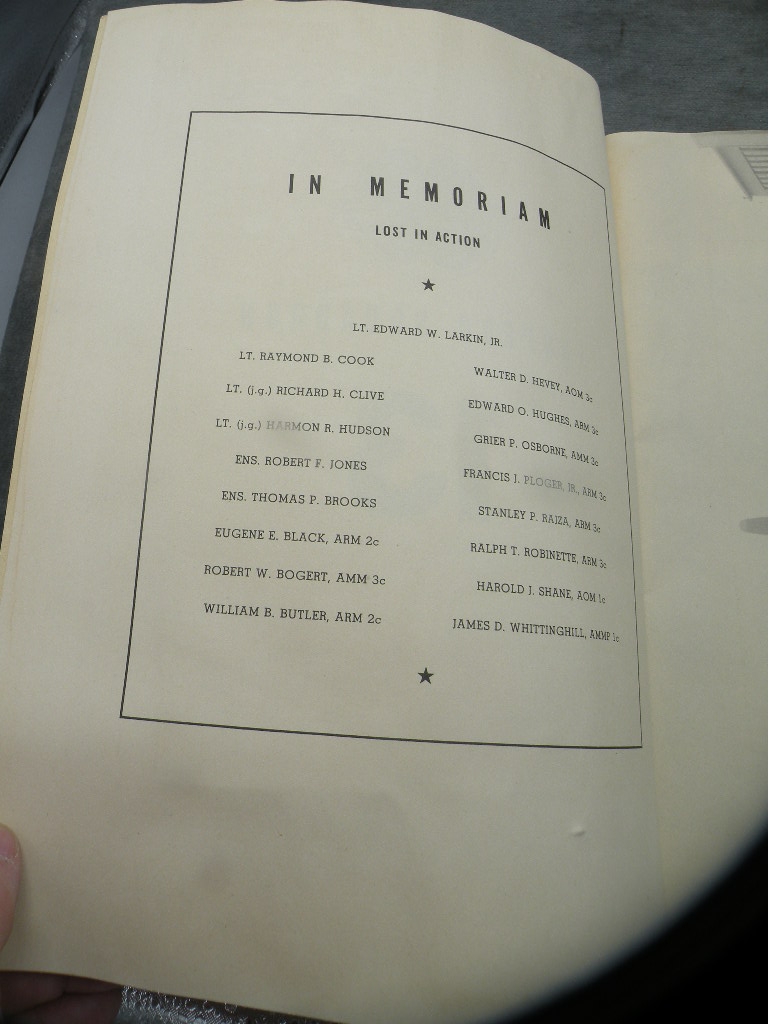 IN MEMORIAM
LOST IN ACTION
LT. EDWARD W. LARKIN, JR.
LT. RAYMOND B. COOK
LT. (j.g.) RICHARD H. CLIVE
LT. (j.g.) HARMON R. HUDSON
ENS. ROBERT F. JONES
ENS. THOMAS P. BROOKS
EUGENE E. BLACK, ARM 2c
ROBERT W. BOGERT, AMM 3c
WILLIAM B. BUTLER, ARM 2c
WALTER D. HEVEY, AOM 3c
EDWARD O. HUGHES, ARM 3c
GRIER P. OSBORNE, AMM 3c
FRANCIS J. PLOGER, JR., ARM 3c
STANLEY P. RAJZA, ARM 3c
RALPH T. ROBINETTE, ARM 3c
HAROLD J. SHANE, AOM 1c
JAMES D. WHITTINGHILL, AMMP 1c